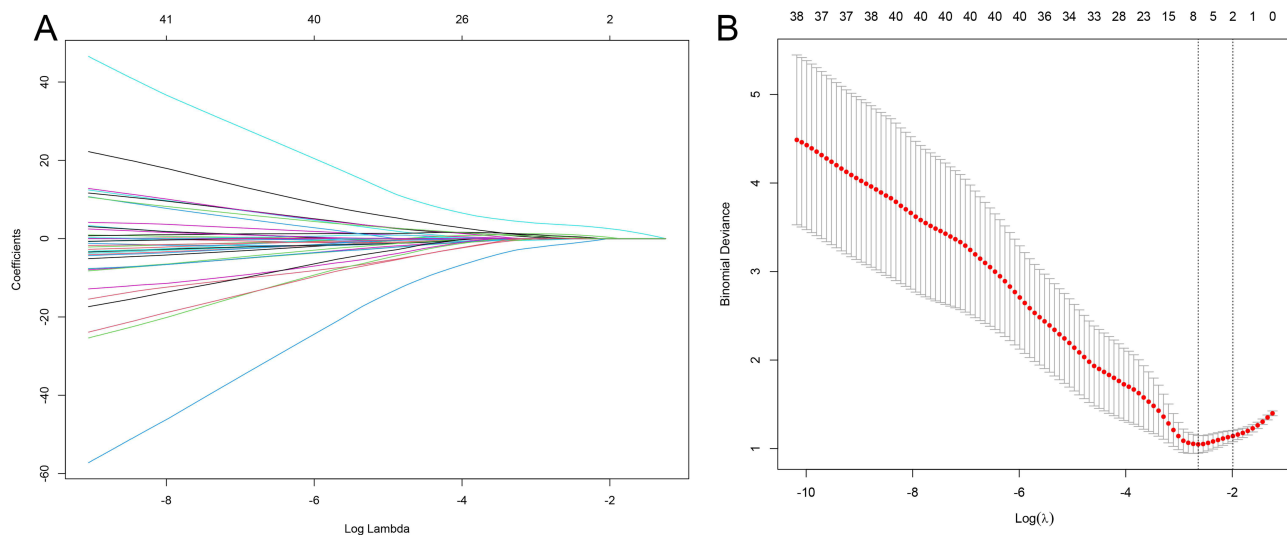 A
41 40 26 2
Coefficients
40
20
0
-20
-40
-60
-8 -6 -4 -2
Log Lambda
B
38 37 37 38 40 40 40 40 40 36 34 33 28 23 15 8 5 2 1 0
Binomial Deviance
5
4
3
2
1
-10 -8 -6 -4 -2
Log(λ)